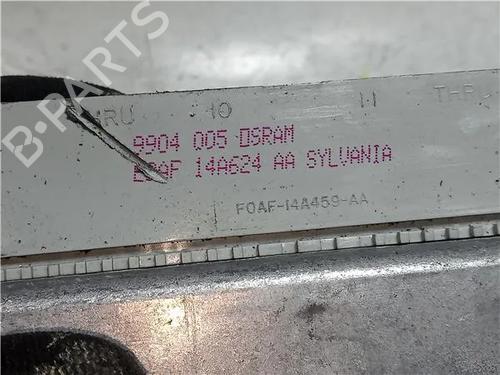 10 11
9904 005 OSRAM
14A624 AA SYLVANIA
F0AF-14A459-AA
B-PARTS